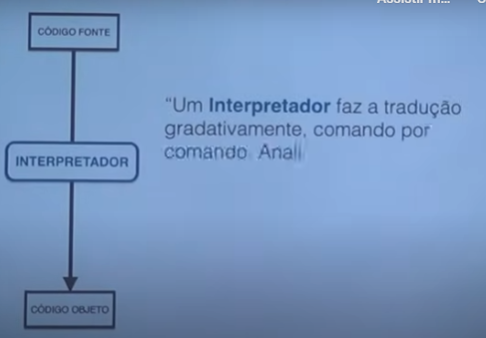 CÓDIGO FONTE
INTERPRETADOR
CÓDIGO OBJETO
"Um Interpretador faz a tradução
gradativamente, comando por
comando. Anali